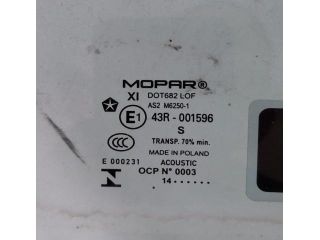 MOPAR®
XI DOT682 LOF
AS2 M6250-1
E1 43R - 001596
S
CCC TRANSP. 70% min.
MADE IN POLAND
E 000231 ACOUSTIC
OCP N° 0003
14 ······